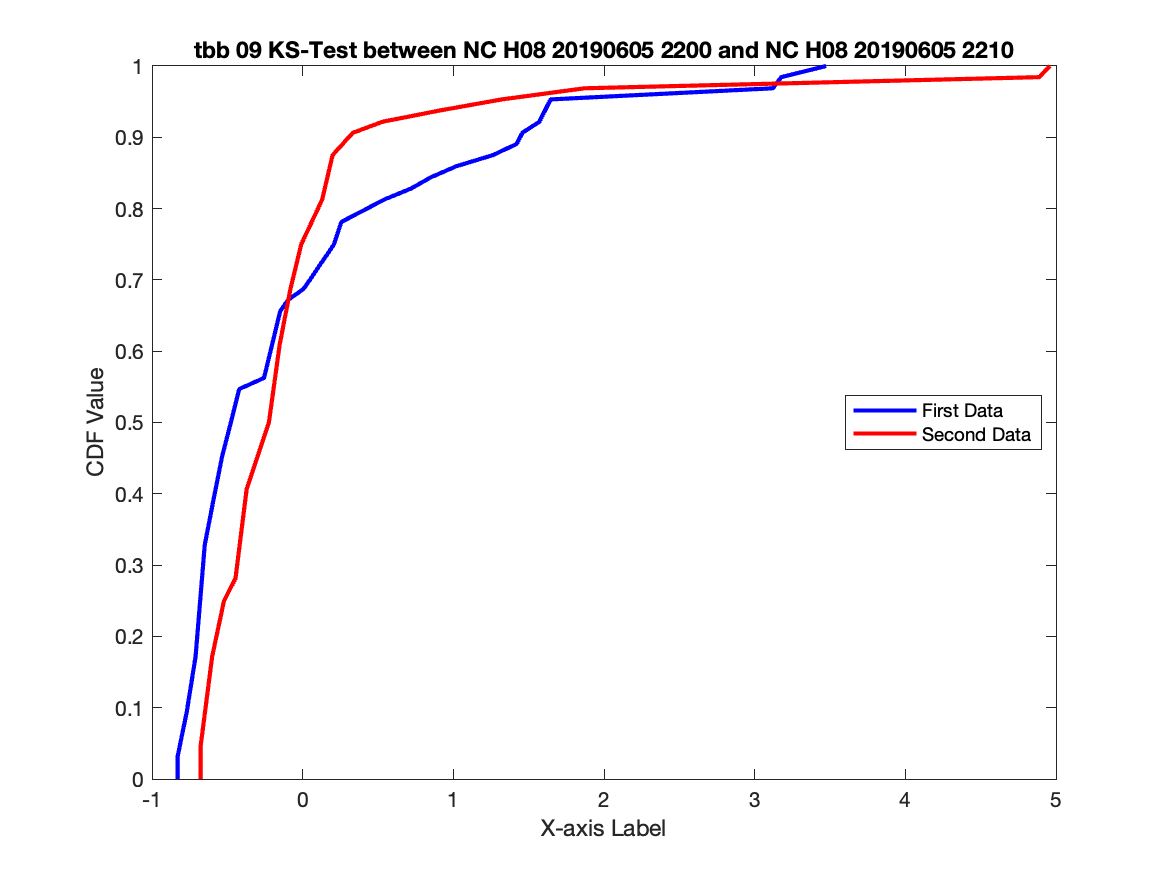 tbb 09 KS-Test between NC H08 20190605 2200 and NC H08 20190605 2210
1
0.9
0.8
0.7
0.6
0.5
0.4
0.3
0.2
0.1
0
CDF Value
First Data
Second Data
-1 0 1 2 3 4 5
X-axis Label